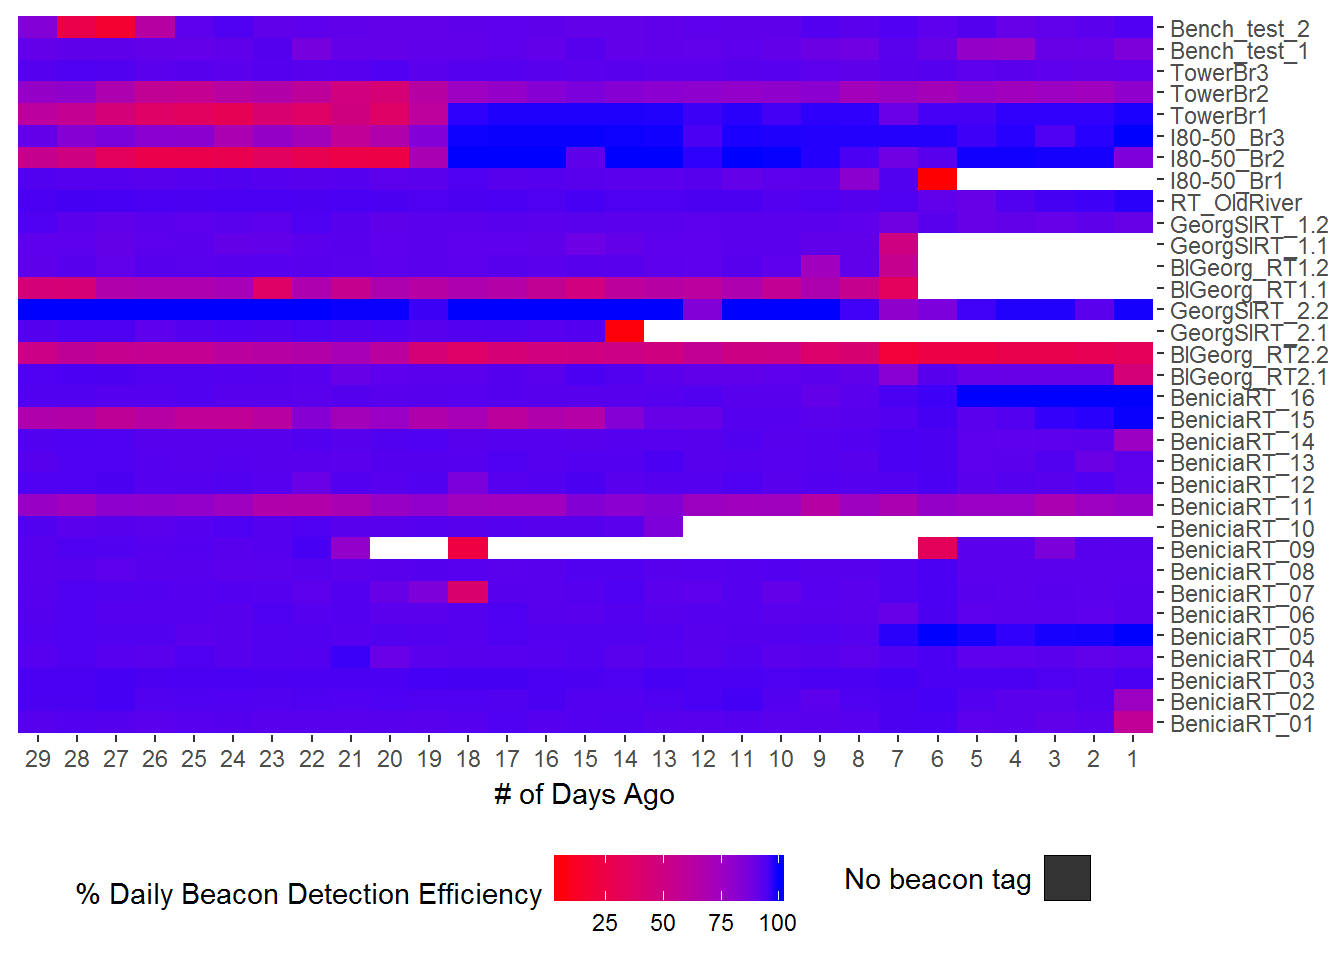 Bench_test_2
Bench_test_1
TowerBr3
TowerBr2
TowerBr1
I80-50_Br3
I80-50_Br2
I80-50_Br1
RT_OldRiver
GeorgSlRT_1.2
GeorgSlRT_1.1
BlGeorg_RT1.2
BlGeorg_RT1.1
GeorgSlRT_2.2
GeorgSlRT_2.1
BlGeorg_RT2.2
BlGeorg_RT2.1
BeniciaRT_16
BeniciaRT_15
BeniciaRT_14
BeniciaRT_13
BeniciaRT_12
BeniciaRT_11
BeniciaRT_10
BeniciaRT_09
BeniciaRT_08
BeniciaRT_07
BeniciaRT_06
BeniciaRT_05
BeniciaRT_04
BeniciaRT_03
BeniciaRT_02
BeniciaRT_01
29 28 27 26 25 24 23 22 21 20 19 18 17 16 15 14 13 12 11 10 9 8 7 6 5 4 3 2 1
# of Days Ago
% Daily Beacon Detection Efficiency
25 50 75 100
No beacon tag